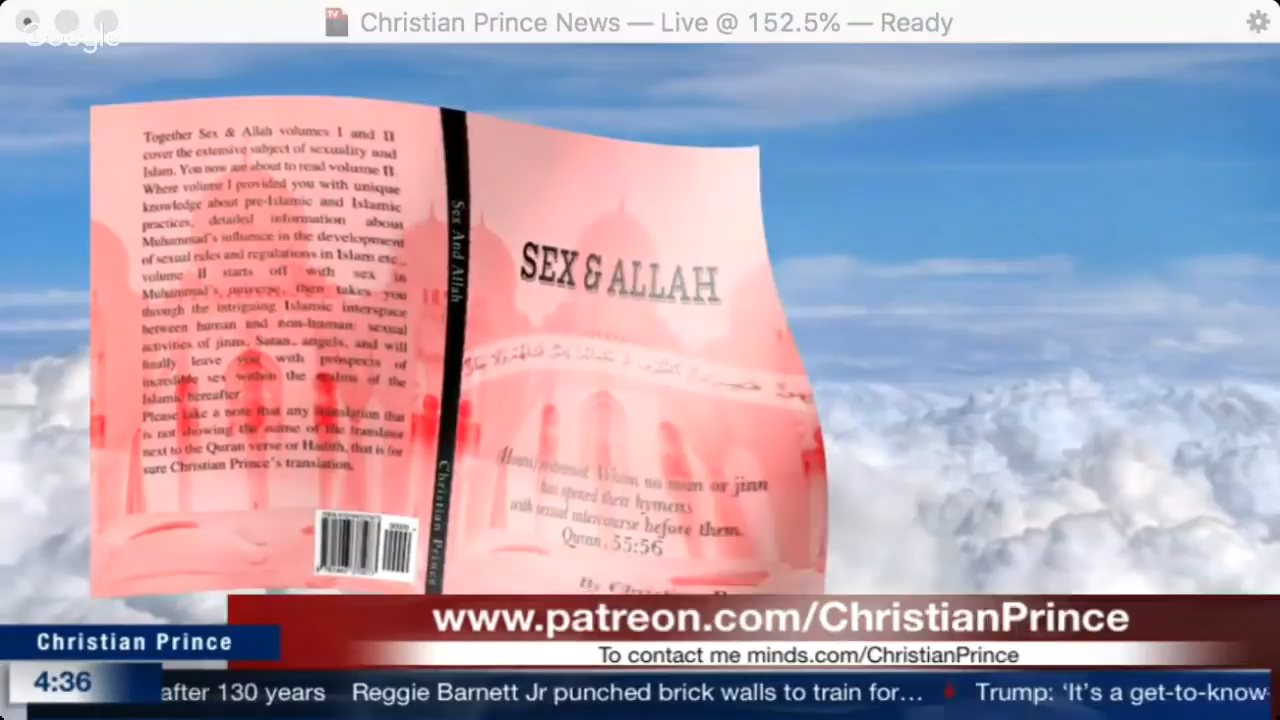 Christian Prince News — Live @ 152.5% — Ready
Google
Together Sex & Allah volumes I and II
cover the extensive subject of sexuality and
Islam. You now are about to read volume II.
Where volume I provided you with unique
knowledge about pre-Islamic and Islamic
practices, detailed information about
Muhammad's influence in the development
of sexual rules and regulations in Islam etc.,
volume II starts off with sex in
Muhammad's universe, then takes you
through the intriguing Islamic interspace
between human and non-human: sexual
activities of jinns, Satan, angels, and will
finally leave you with prospects of
incredible sex within the realms of the
Islamic hereafter
Please take a note that any translation that
is not showing the name of the translator
next to the Quran verse or Hadith, that is for
sure Christian Prince's translation.
Sex And Allah
Christian Prince
SEX & ALLAH
Whom no man or jinn
has opened their hymens
with sexual intercourse before them.
Quran, 55:56
By
www.patreon.com/ChristianPrince
To contact me minds.com/ChristianPrince
Christian Prince
4:36
after 130 years Reggie Barnett Jr punched brick walls to train for… Trump: ‘It’s a get-to-know-